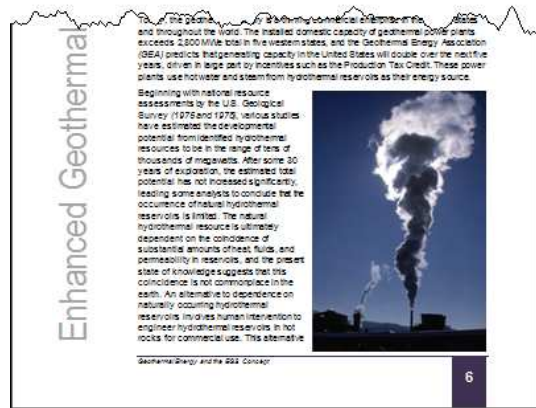 and throughout the world. The installed domestic capacity of geothermal power plants
exceeds 2,800 MWe total in five western states, and the Geothermal Energy Association
(GEA) predicts that generating capacity in the United States will double over the next five
years, driven in large part by incentives such as the Production Tax Credit. These power
plants use hot water and steam from hydrothermal reservoirs as their energy source.
Beginning with national resource
assessments by the U.S. Geological
Survey (1976 and 1975), various studies
have estimated the developmental
potential from identified hydrothermal
resources to be in the range of tens of
thousands of megawatts. After some 30
years of exploration, the estimated total
potential has not increased significantly,
leading some analysts to conclude that the
occurrence of natural hydrothermal
reservoirs is limited. The natural
hydrothermal resource is ultimately
dependent on the coincidence of
substantial amounts of heat, fluids, and
permeability in reservoirs, and the present
state of knowledge suggests that this
coincidence is not commonplace in the
earth. An alternative to dependence on
naturally occurring hydrothermal
reservoirs involves human intervention to
engineer hydrothermal reservoirs in hot
rocks for commercial use. This alternative
Geothermal Energy and the EGS Concept
6
Enhanced Geothermal